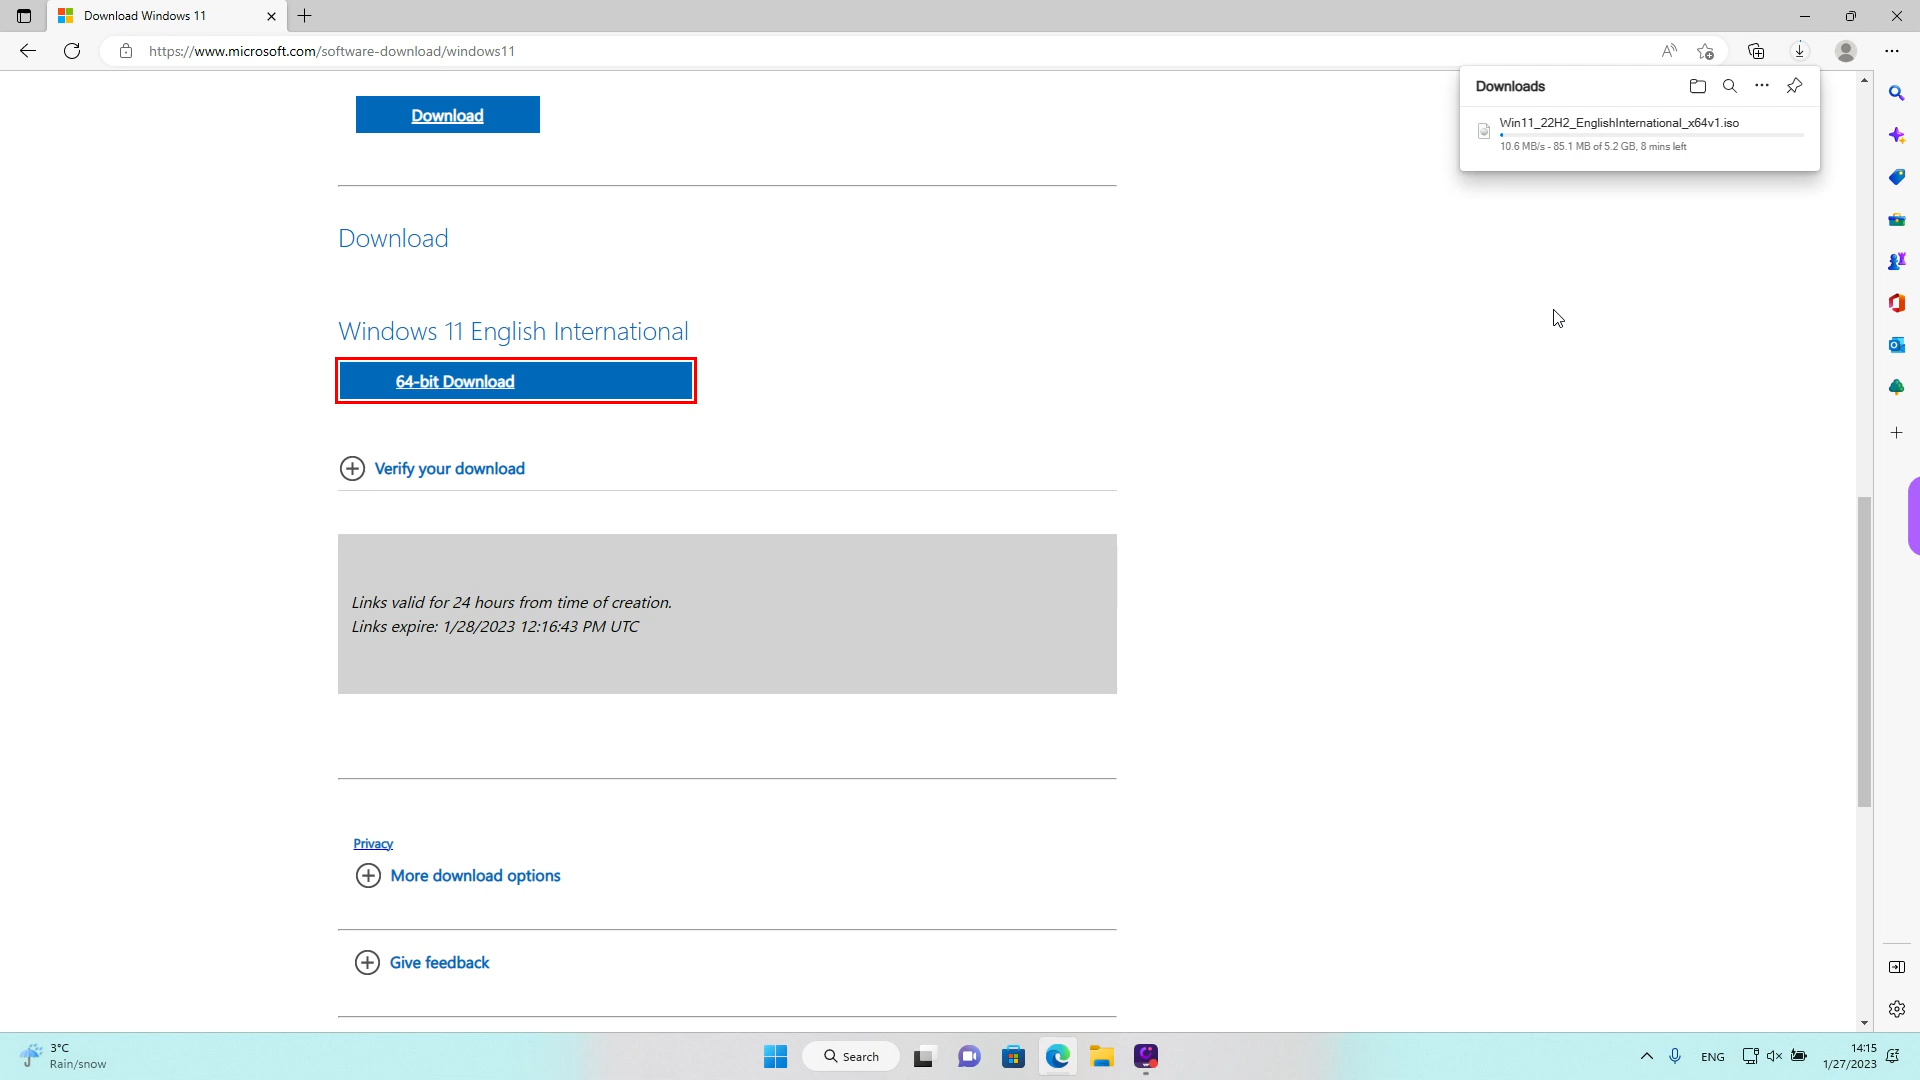 Download Windows 11
https://www.microsoft.com/software-download/windows11
Downloads
Win11_22H2_EnglishInternational_x64v1.iso
10.6 MB/s - 85.1 MB of 5.2 GB, 8 mins left
Download
Download
Windows 11 English International
64-bit Download
Verify your download
Links valid for 24 hours from time of creation.
Links expire: 1/28/2023 12:16:43 PM UTC
Privacy
More download options
Give feedback
3°C
Rain/snow
Search
ENG
14:15
1/27/2023